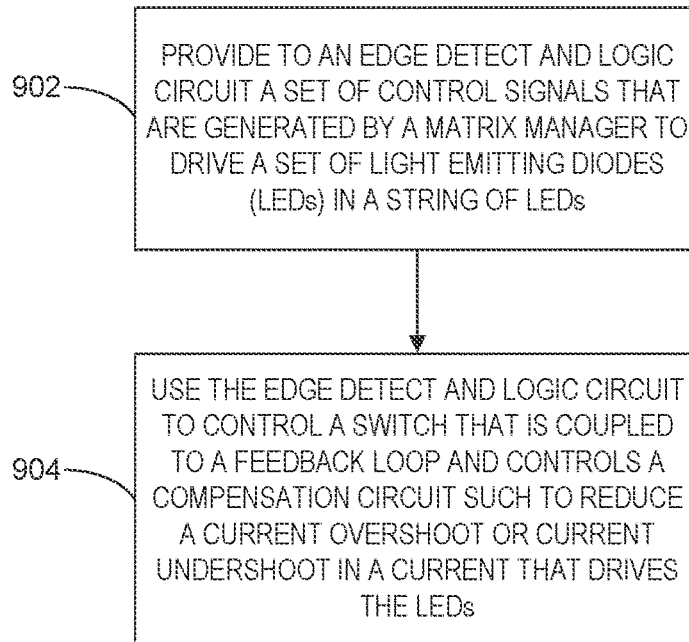 902
PROVIDE TO AN EDGE DETECT AND LOGIC
CIRCUIT A SET OF CONTROL SIGNALS THAT
ARE GENERATED BY A MATRIX MANAGER TO
DRIVE A SET OF LIGHT EMITTING DIODES
(LEDs) IN A STRING OF LEDs
904
USE THE EDGE DETECT AND LOGIC CIRCUIT
TO CONTROL A SWITCH THAT IS COUPLED
TO A FEEDBACK LOOP AND CONTROLS A
COMPENSATION CIRCUIT SUCH TO REDUCE
A CURRENT OVERSHOOT OR CURRENT
UNDERSHOOT IN A CURRENT THAT DRIVES
THE LEDs